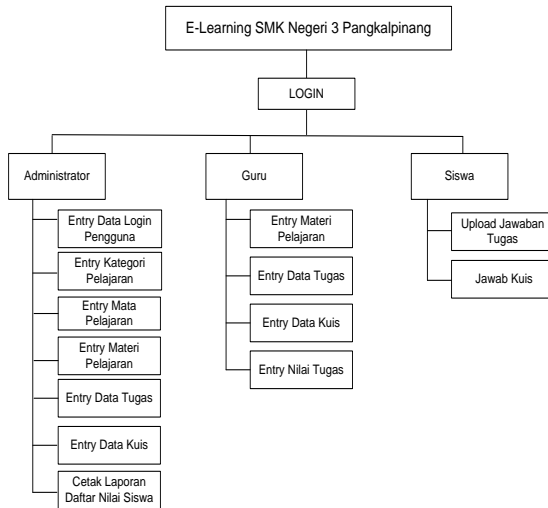 E-Learning SMK Negeri 3 Pangkalpinang
LOGIN
Administrator
Guru
Siswa
Entry Data Login
Pengguna
Entry Kategori
Pelajaran
Entry Mata
Pelajaran
Entry Materi
Pelajaran
Entry Data Tugas
Entry Data Kuis
Cetak Laporan
Daftar Nilai Siswa
Entry Materi
Pelajaran
Entry Data Tugas
Entry Data Kuis
Entry Nilai Tugas
Upload Jawaban
Tugas
Jawab Kuis